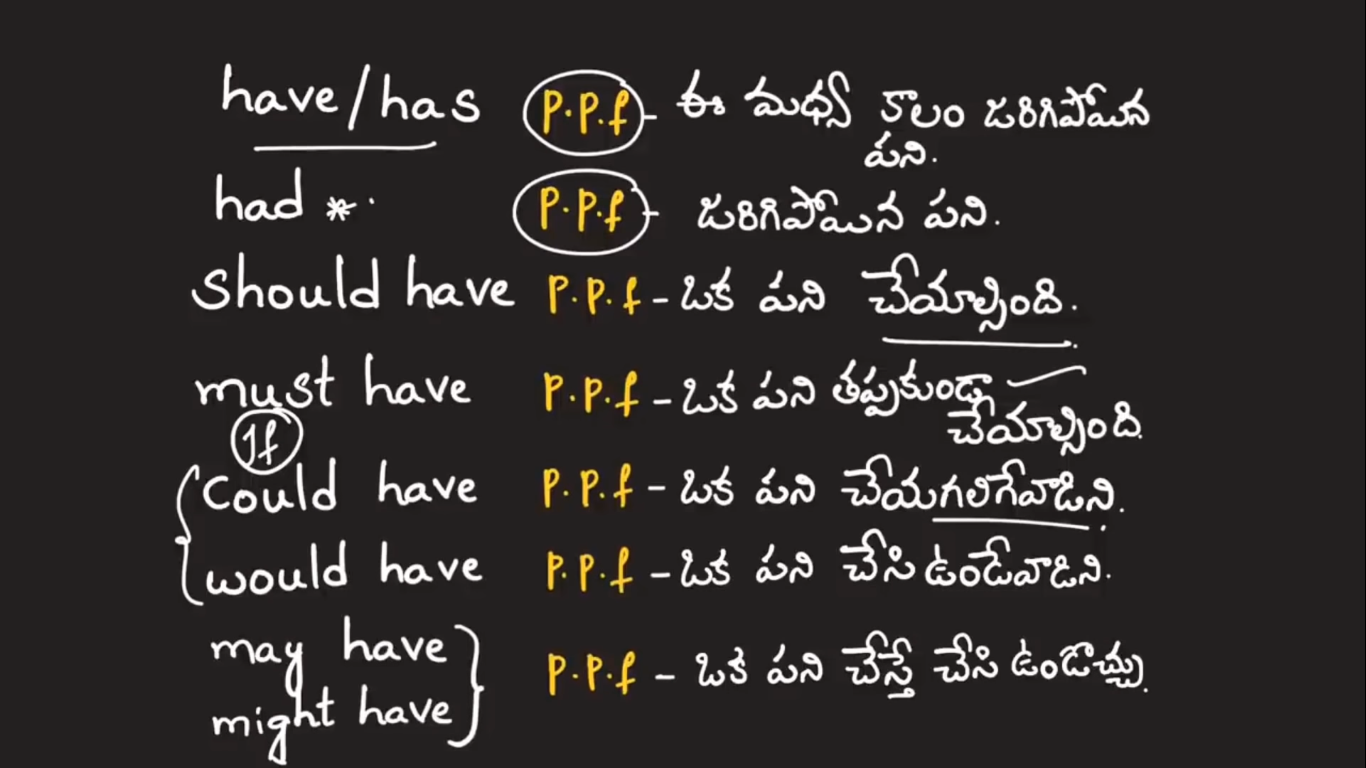 have/has P.P.f - ఈ మధ్య కాలం జరిగిపోయిన
పని.
had * P.P.f - జరిగిపోయిన పని.
should have P.P.f - ఒక పని చేయాల్సింది.
must have P.P.f - ఒక పని తప్పకుండా
చేయాల్సింది.
If
could have P.P.f - ఒక పని చేయగలిగేవాడిని.
would have P.P.f - ఒక పని చేసి ఉండేవాడిని.
may have
P.P.f - ఒక పని చేస్తే చేసి ఉండొచ్చు.
might have